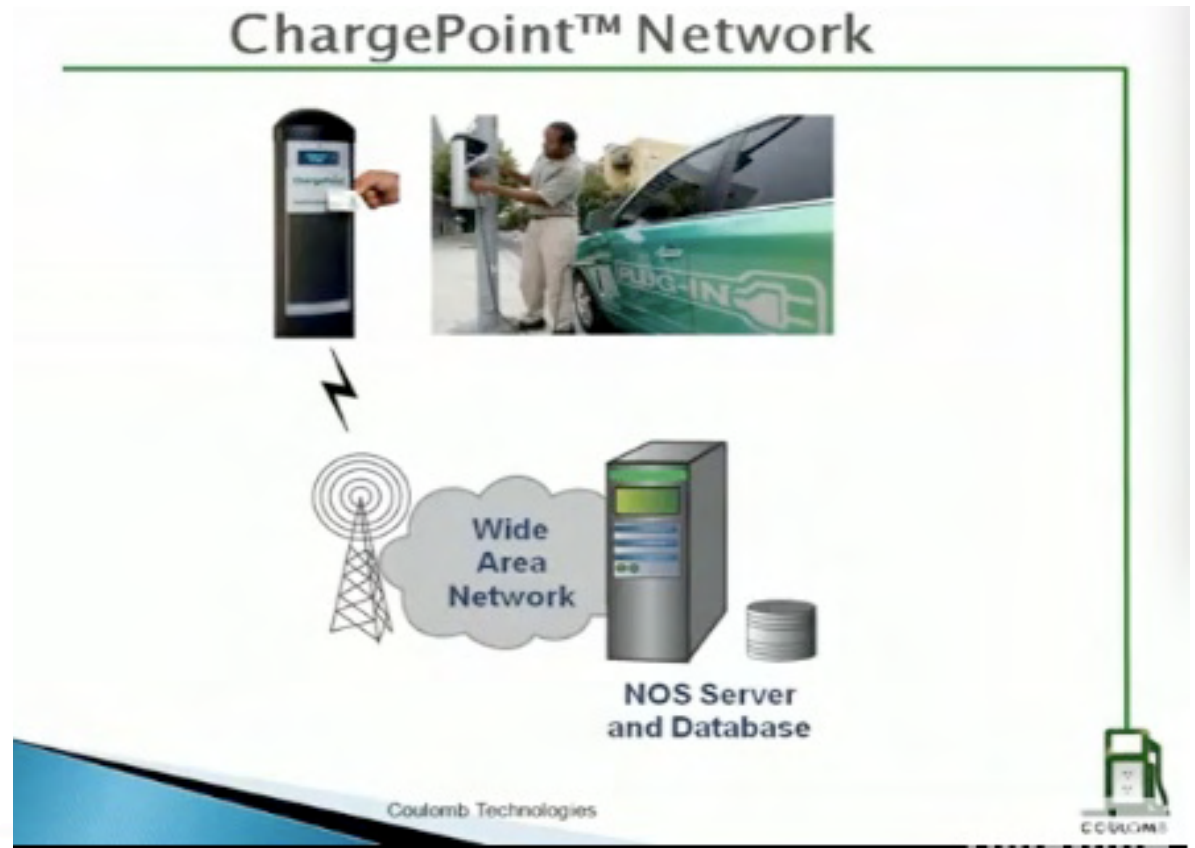 ChargePoint™ Network
ChargePoint
PLUG-IN
Wide
Area
Network
NOS Server
and Database
Coulomb Technologies
COULOMB